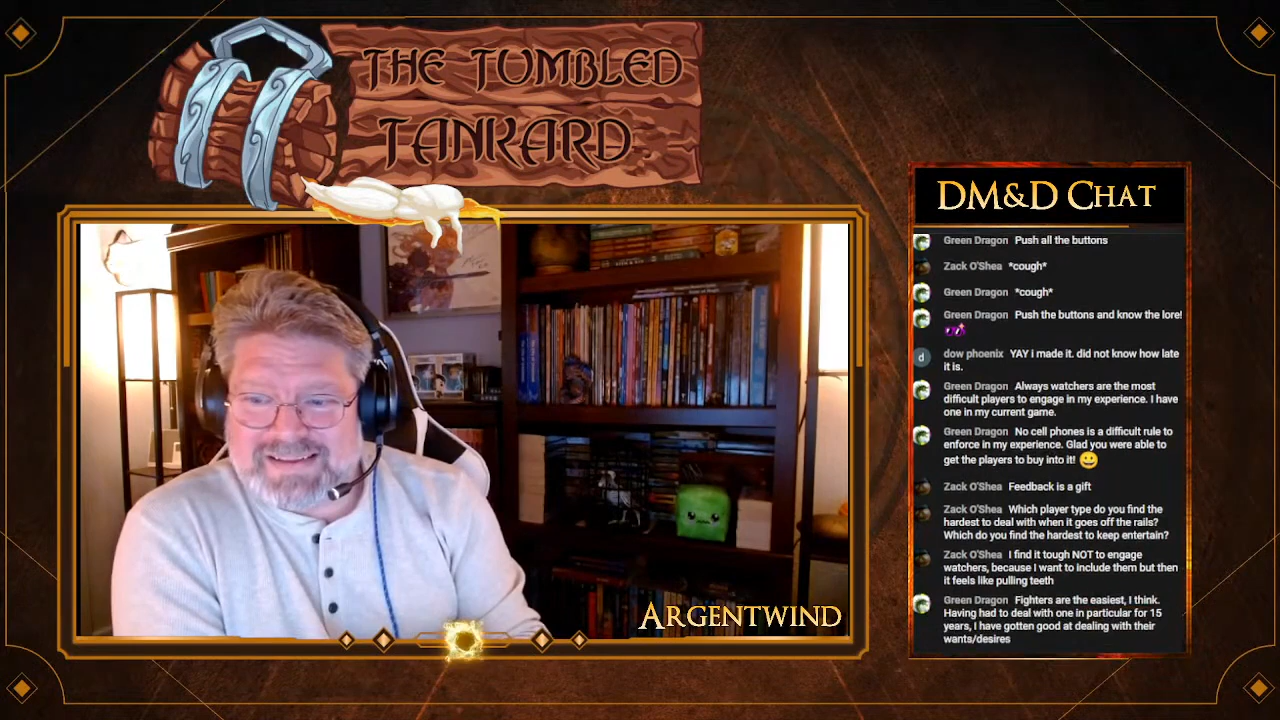 THE TUMBLED
TANKARD
DM&D CHAT
Green Dragon Push all the buttons
Zack O'Shea *cough*
Green Dragon *cough*
Green Dragon Push the buttons and know the lore!
d
dow phoenix YAY i made it. did not know how late
it is.
Green Dragon Always watchers are the most
difficult players to engage in my experience. I have
one in my current game.
Green Dragon No cell phones is a difficult rule to
enforce in my experience. Glad you were able to
get the players to buy into it! 😀
Zack O'Shea Feedback is a gift
Zack O'Shea Which player type do you find the
hardest to deal with when it goes off the rails?
Which do you find the hardest to keep entertain?
Zack O'Shea I find it tough NOT to engage
watchers, because I want to include them but then
it feels like pulling teeth
Green Dragon Fighters are the easiest, I think.
Having had to deal with one in particular for 15
years, I have gotten good at dealing with their
wants/desires
ARGENTWIND